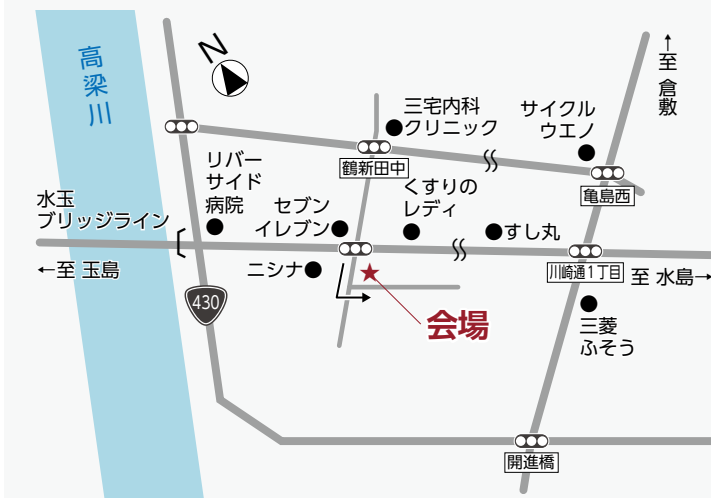 高梁川
N
↑至 倉敷
三宅内科
クリニック
サイクル
ウエノ
鶴新田中
亀島西
リバー
サイド
病院
水玉
ブリッジライン
セブン
イレブン
くすりの
レディ
すし丸
←至 玉島
ニシナ
川崎通1丁目
至 水島→
430
会場
三菱
ふそう
開進橋